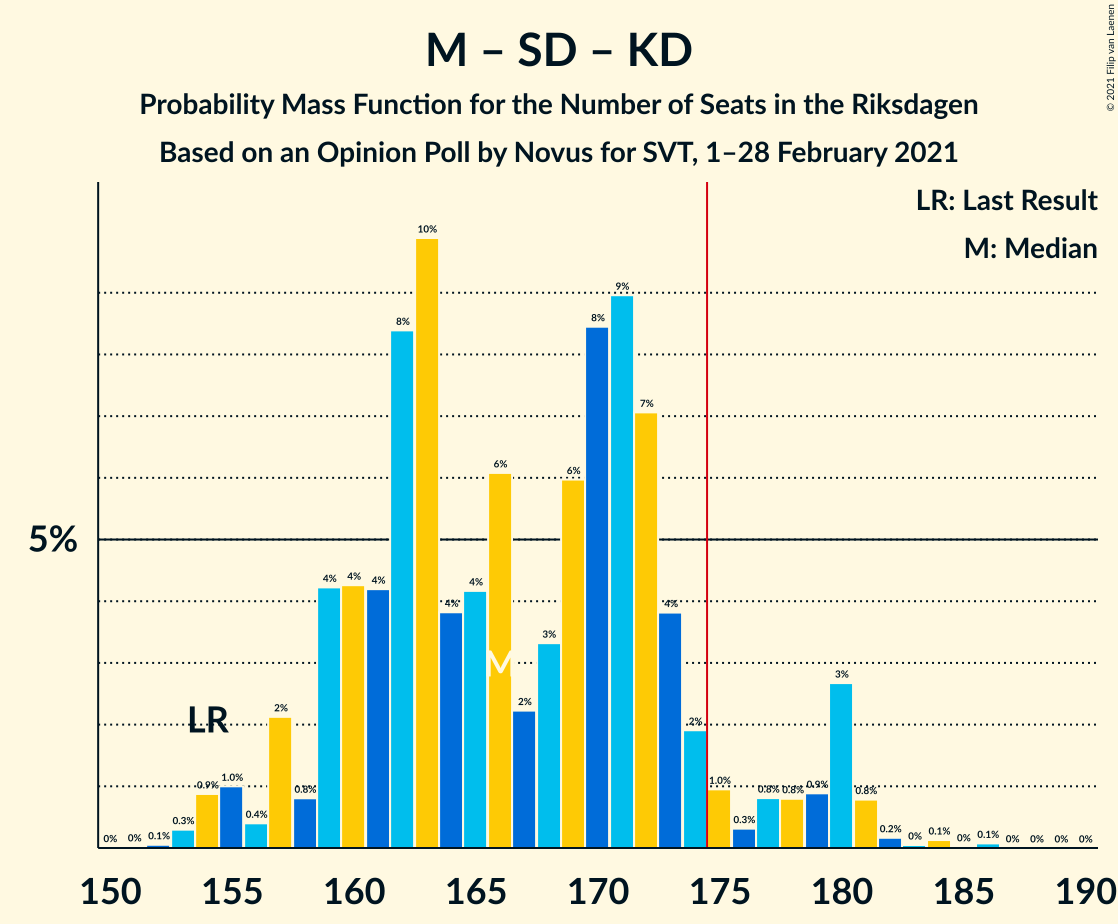 M – SD – KD
Probability Mass Function for the Number of Seats in the Riksdagen
Based on an Opinion Poll by Novus for SVT, 1–28 February 2021
© 2021 Filip van Laenen
LR: Last Result
M: Median
5%
0% 0% 0.1% 0.3% 0.9% 1.0% 0.4% 2% 0.8% 4% 4% 4% 8% 10% 4% 4% 6% 2% 3% 6% 8% 9% 7% 4% 2% 1.0% 0.3% 0.8% 0.8% 0.9% 3% 0.8% 0.2% 0% 0.1% 0% 0.1% 0% 0% 0% 0%
LR
M
150 155 160 165 170 175 180 185 190